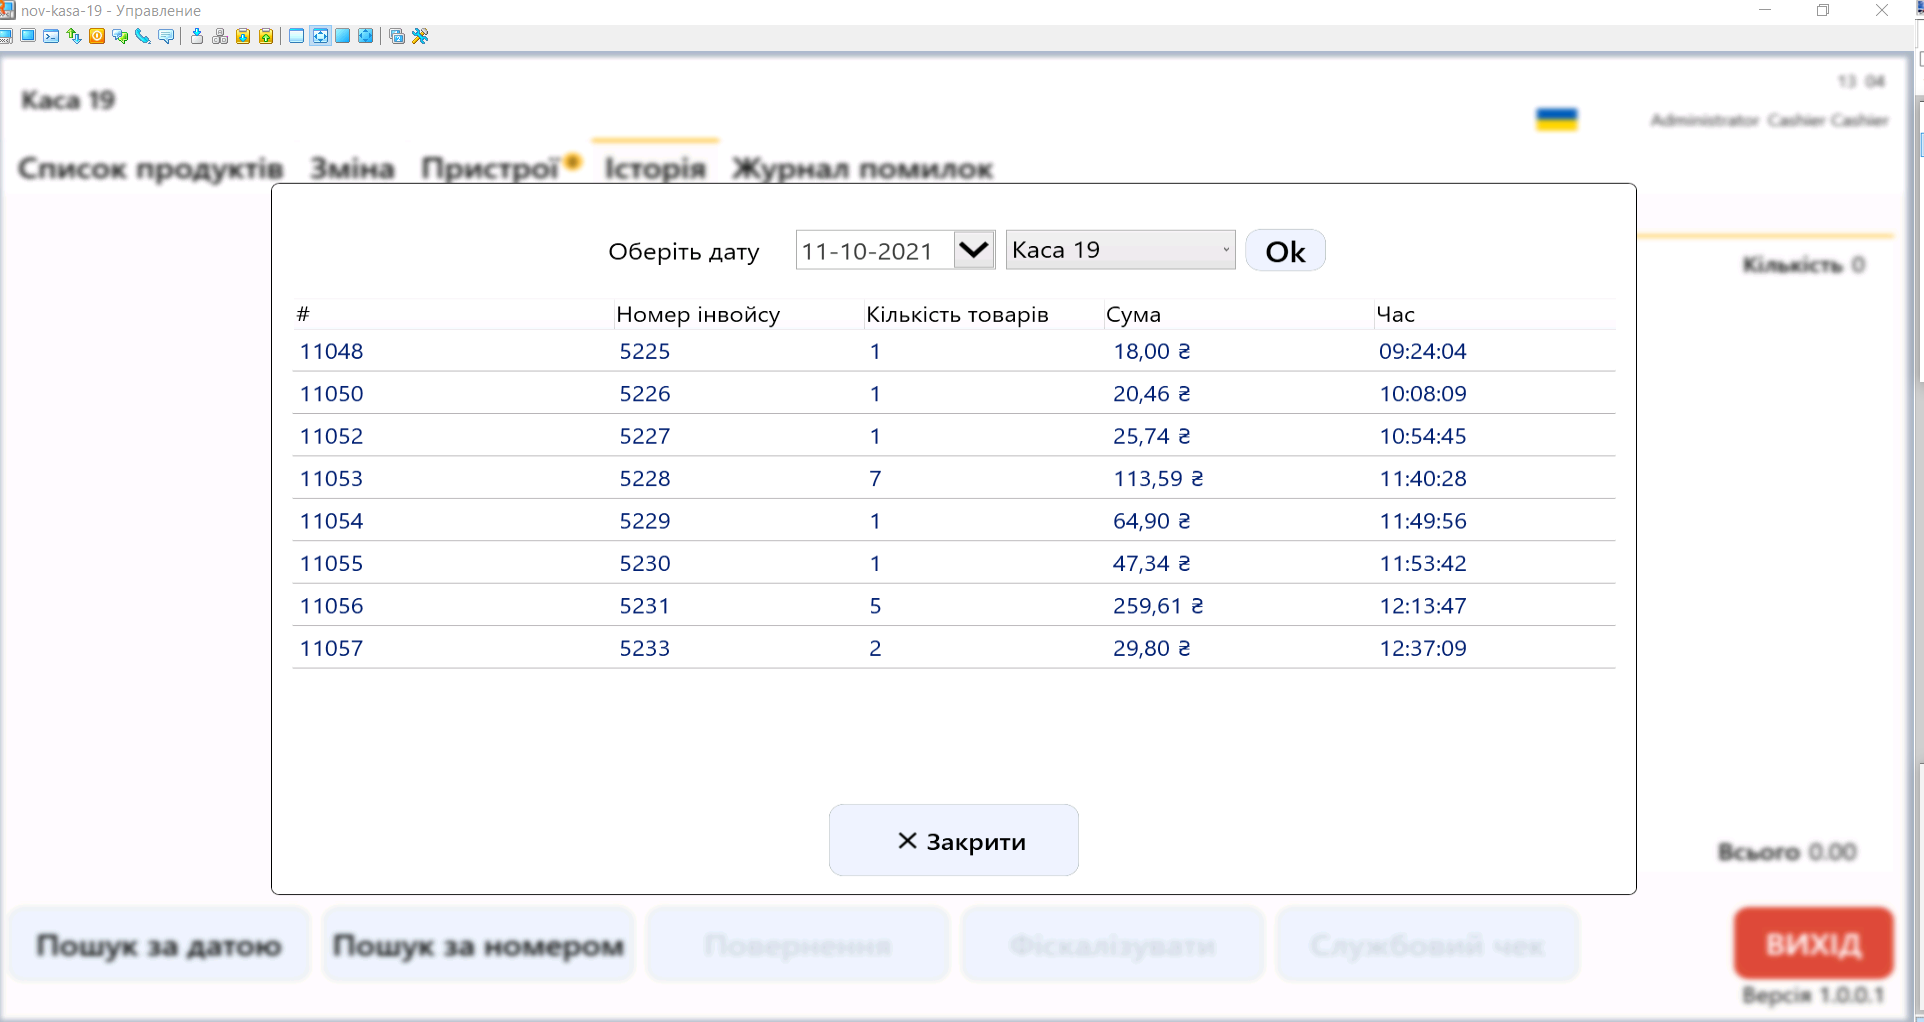 nov-kasa-19 - Управление
13 04
Каса 19
Administrator Cashier Cashier
Список продуктів Зміна Пристрої Історія Журнал помилок
Оберіть дату 11-10-2021 Каса 19 Ok
Кількість 0
# Номер інвойсу Кількість товарів Сума Час
11048 5225 1 18,00 ₴ 09:24:04
11050 5226 1 20,46 ₴ 10:08:09
11052 5227 1 25,74 ₴ 10:54:45
11053 5228 7 113,59 ₴ 11:40:28
11054 5229 1 64,90 ₴ 11:49:56
11055 5230 1 47,34 ₴ 11:53:42
11056 5231 5 259,61 ₴ 12:13:47
11057 5233 2 29,80 ₴ 12:37:09
✕ Закрити
Всього 0.00
Пошук за датою Пошук за номером Повернення Фіскалізувати Службовий чек ВИХІД
Версія 1.0.0.1